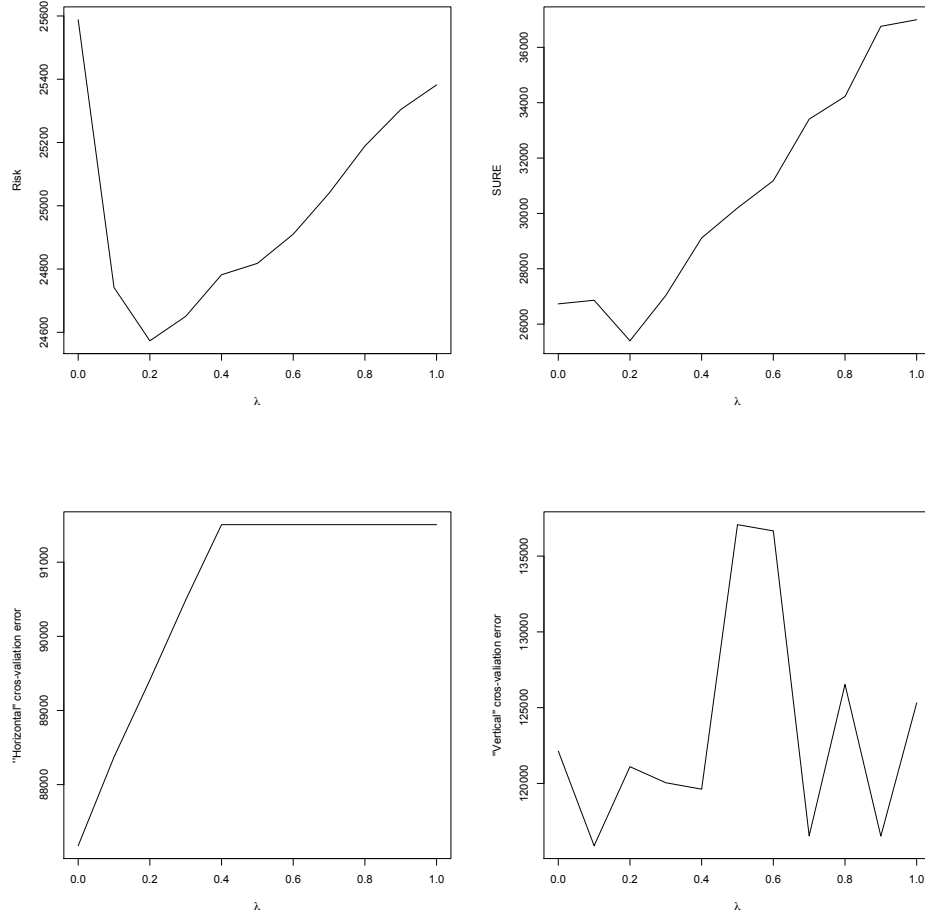 Risk
25600
25400
25200
25000
24800
24600
0.0 0.2 0.4 0.6 0.8 1.0
λ
SURE
36000
34000
32000
30000
28000
26000
0.0 0.2 0.4 0.6 0.8 1.0
λ
"Horizontal" cros-valiation error
91000
90000
89000
88000
0.0 0.2 0.4 0.6 0.8 1.0
λ
"Vertical" cros-valiation error
135000
130000
125000
120000
0.0 0.2 0.4 0.6 0.8 1.0
λ